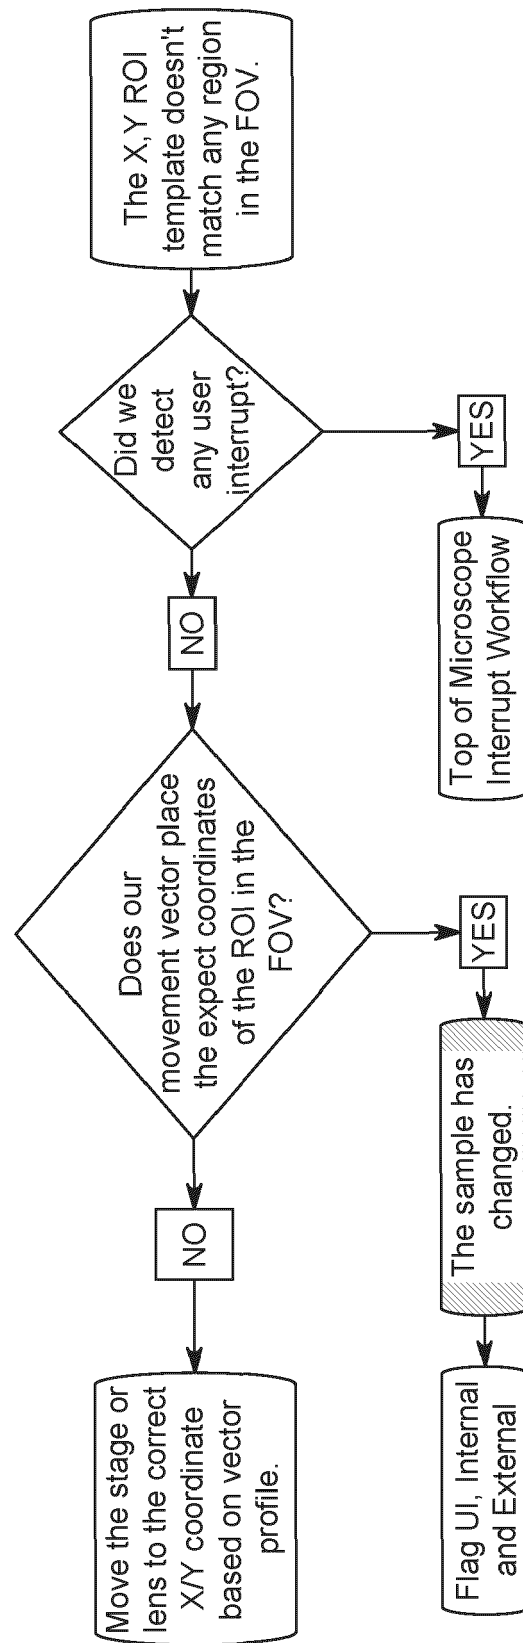 The X,Y ROI
template doesn't
match any region
in the FOV.
Did we
detect
any user
interrupt?
YES
Top of Microscope
Interrupt Workflow
NO
Does our
movement vector place
the expect coordinates
of the ROI in the
FOV?
YES
The sample has
changed.
Flag UI, Internal
and External
NO
Move the stage or
lens to the correct
X/Y coordinate
based on vector
profile.